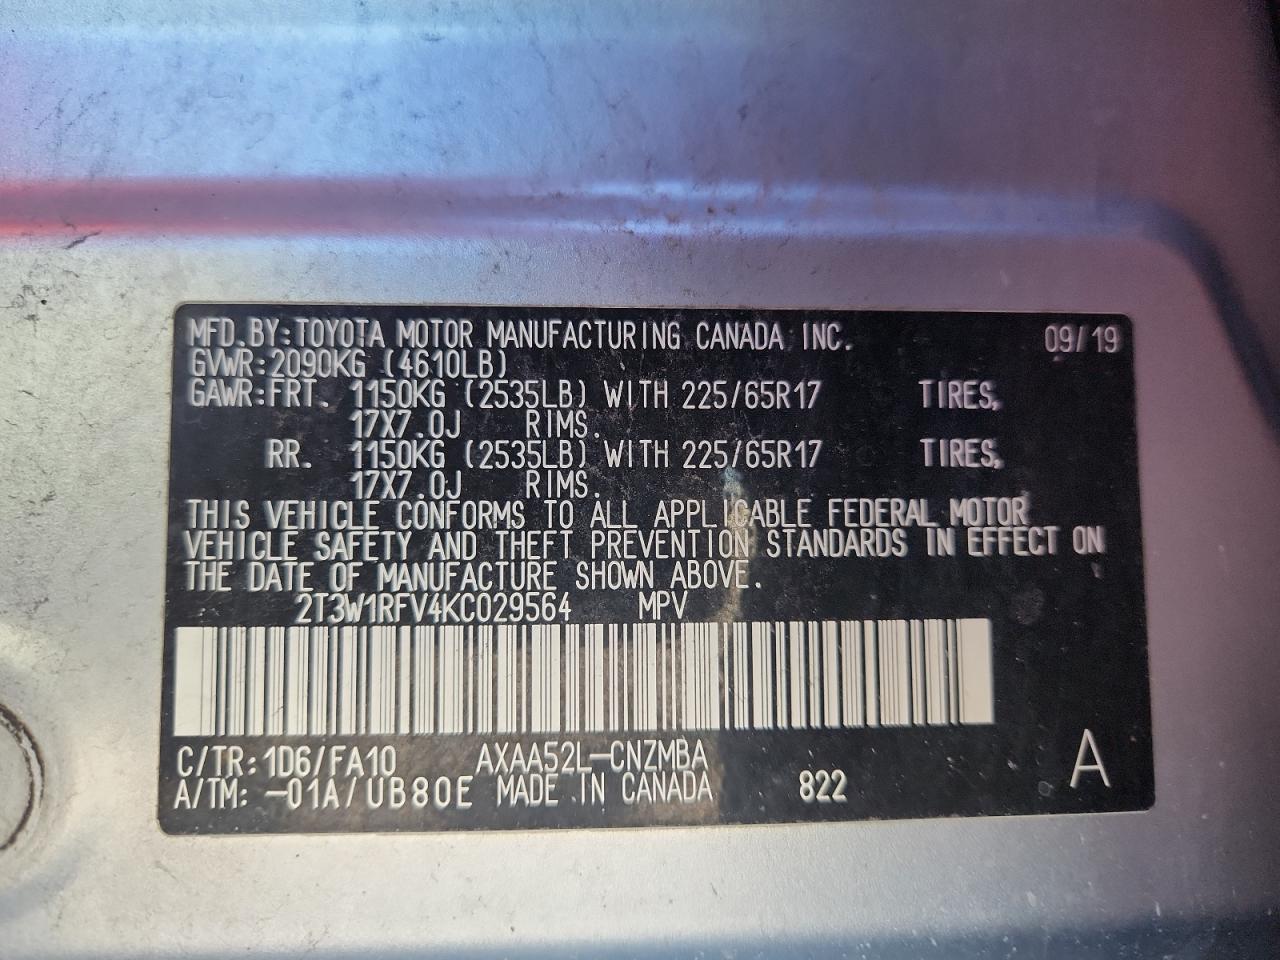 MFD.BY:TOYOTA MOTOR MANUFACTURING CANADA INC. 09/19
GVWR:2090KG (4610LB)
GAWR:FRT. 1150KG (2535LB) WITH 225/65R17 TIRES,
17X7.0J RIMS.
RR. 1150KG (2535LB) WITH 225/65R17 TIRES,
17X7.0J RIMS.
THIS VEHICLE CONFORMS TO ALL APPLICABLE FEDERAL MOTOR
VEHICLE SAFETY AND THEFT PREVENTION STANDARDS IN EFFECT ON
THE DATE OF MANUFACTURE SHOWN ABOVE.
2T3W1RFV4KC029564 MPV
C/TR:1D6/FA10 AXAA52L-CNZMBA A
A/TM:-01A/UB80E MADE IN CANADA 822